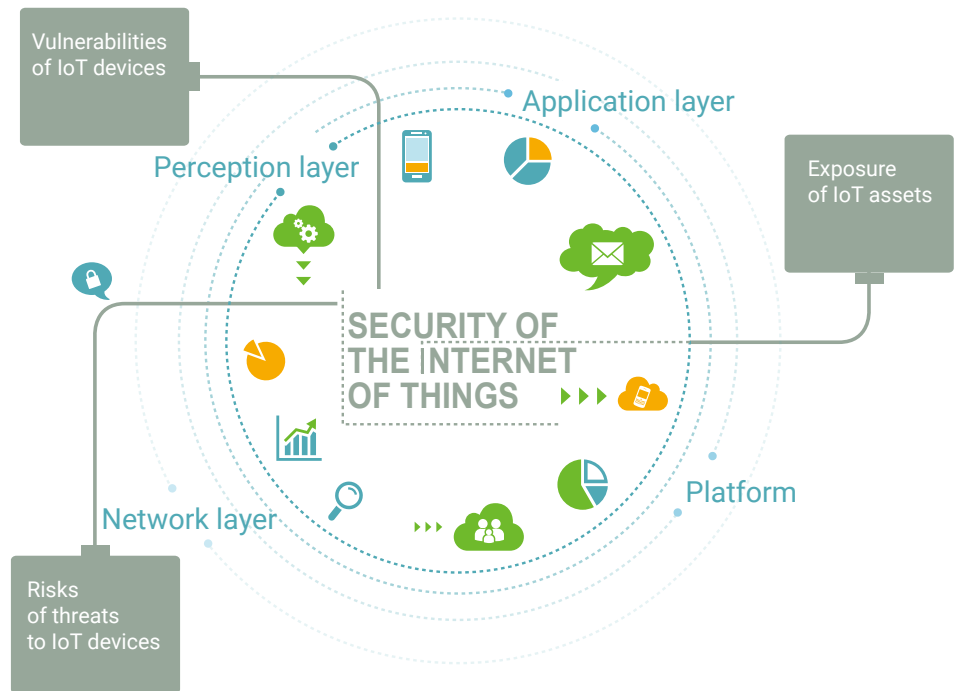 Vulnerabilities
of IoT devices
Application layer
Perception layer
Exposure
of IoT assets
SECURITY OF
THE INTERNET
OF THINGS
Platform
Network layer
Risks
of threats
to IoT devices